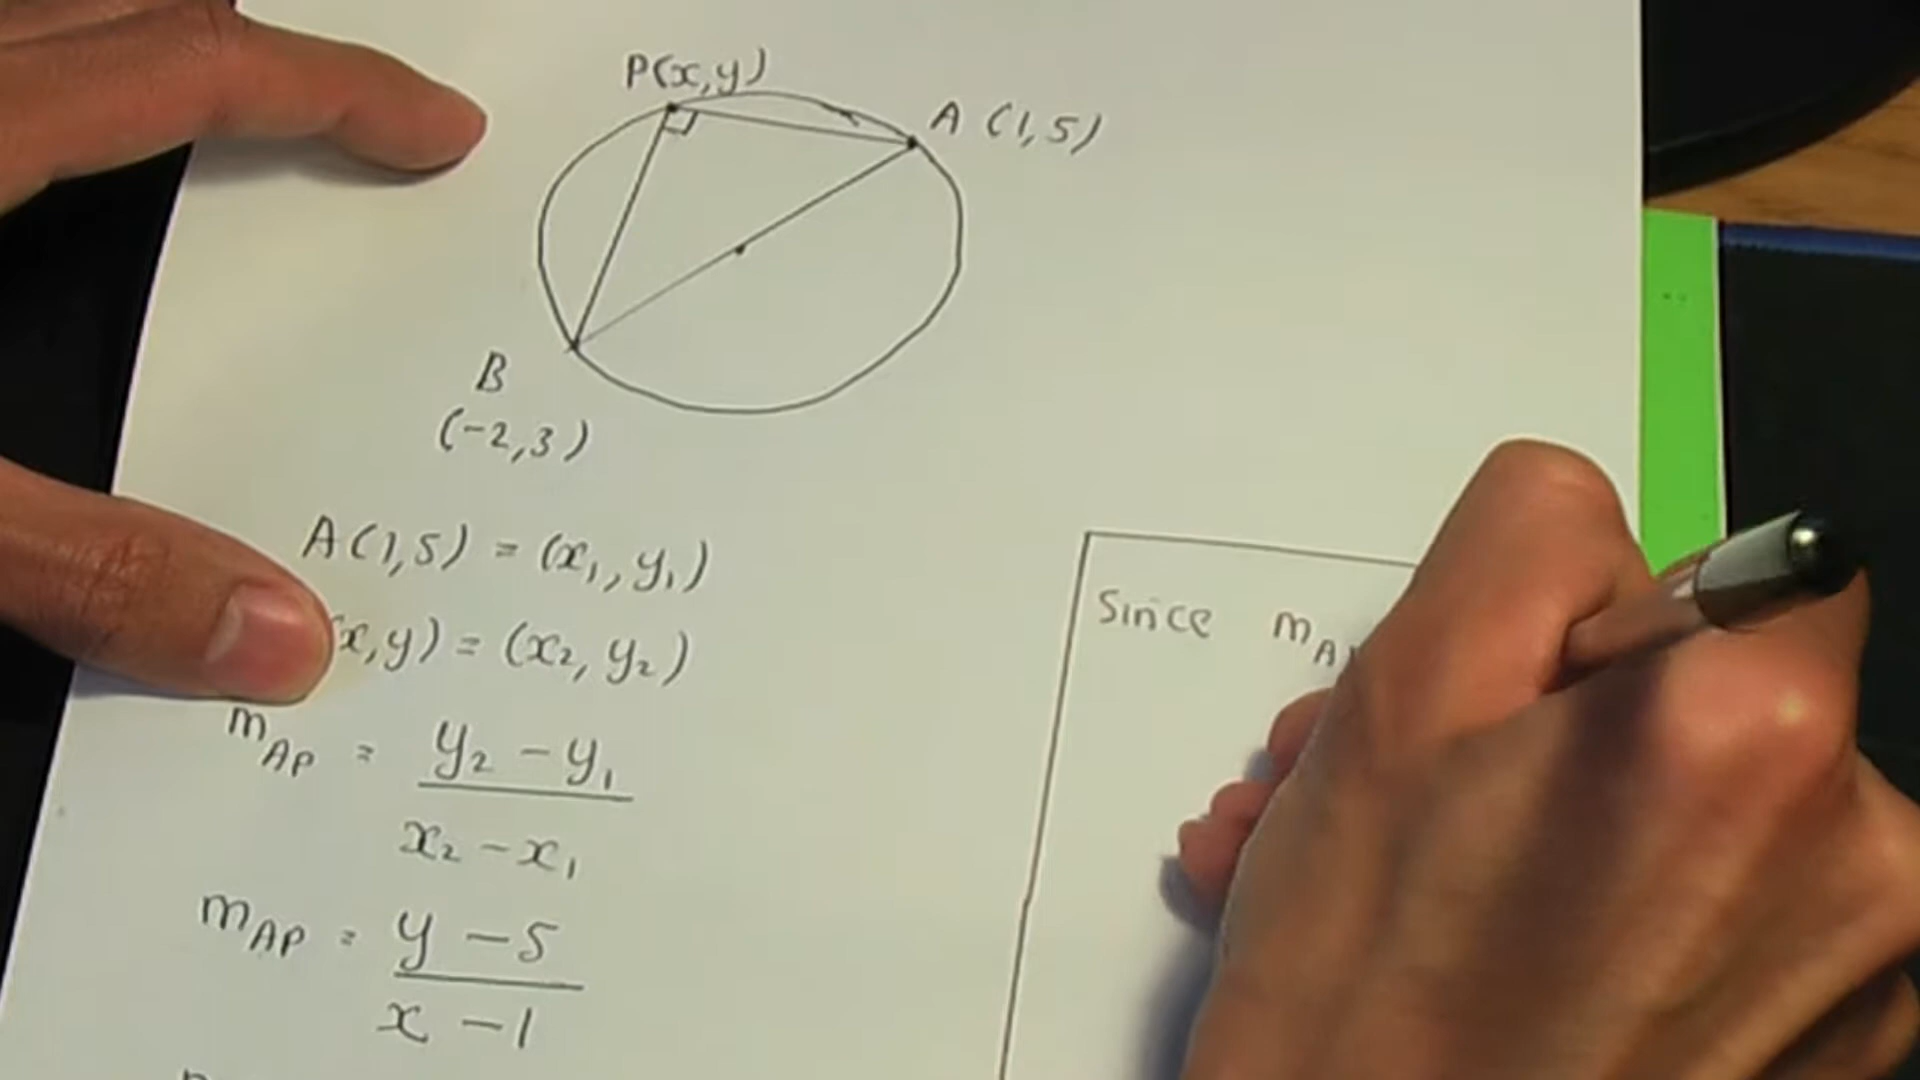 P(x,y)
A (1,5)
B
(-2,3)
A(1,5) = (x₁,y₁)
(x,y) = (x₂, y₂)
m_AP = y₂ - y₁
x₂ - x₁
m_AP = y - 5
x - 1
Since m_A